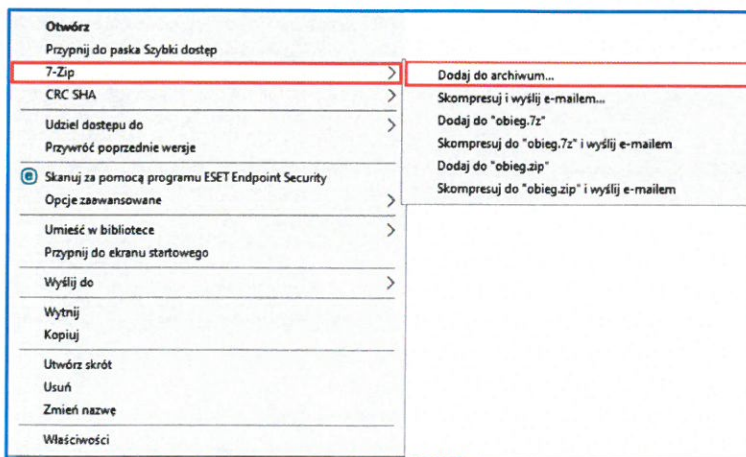 Otwórz
Przypnij do paska Szybki dostęp
7-Zip
CRC SHA
Udziel dostępu do
Przywróć poprzednie wersje
Skanuj za pomocą programu ESET Endpoint Security
Opcje zaawansowane
Umieść w bibliotece
Przypnij do ekranu startowego
Wyślij do
Wytnij
Kopiuj
Utwórz skrót
Usuń
Zmień nazwę
Właściwości
Dodaj do archiwum...
Skompresuj i wyślij e-mailem...
Dodaj do "obieg.7z"
Skompresuj do "obieg.7z" i wyślij e-mailem
Dodaj do "obieg.zip"
Skompresuj do "obieg.zip" i wyślij e-mailem